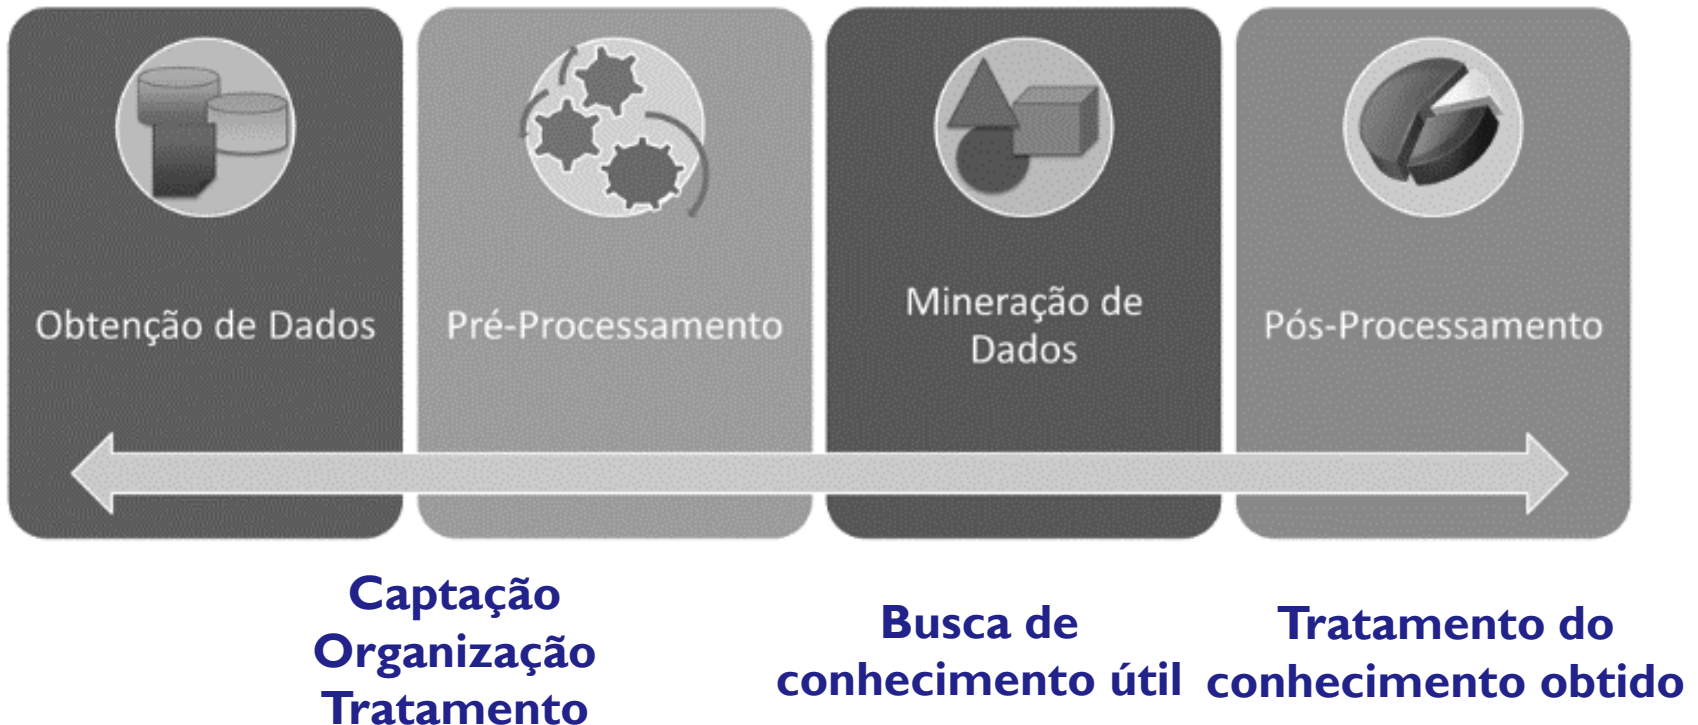 Obtenção de Dados
Pré-Processamento
Mineração de
Dados
Pós-Processamento
Captação
Organização
Tratamento
Busca de
conhecimento útil
Tratamento do
conhecimento obtido